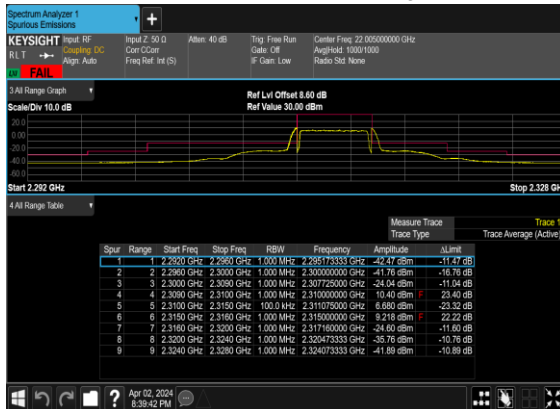 Spectrum Analyzer 1
Spurious Emissions
+
KEYSIGHT Input: RF Input Z: 50 Ω Atten: 40 dB Trig: Free Run Center Freq: 22.005000000 GHz
RLT Coupling: DC Corr CCorr Gate: Off Avg|Hold: 1000/1000
Align: Auto Freq Ref: Int (S) IF Gain: Low Radio Std: None
FAIL
3 All Range Graph Ref Lvl Offset 8.60 dB
Scale/Div 10.0 dB Ref Value 30.00 dBm
20.0
0.00
-20.0
-40.0
-60.0
Start 2.292 GHz Stop 2.328 GH
4 All Range Table
Measure Trace Trace 1
Trace Type Trace Average (Active)
Spur Range Start Freq Stop Freq RBW Frequency Amplitude ΔLimit
1 1 2.2920 GHz 2.2960 GHz 1.000 MHz 2.295173333 GHz -42.47 dBm -11.47 dB
2 2 2.2960 GHz 2.3000 GHz 1.000 MHz 2.300000000 GHz -41.76 dBm -16.76 dB
3 3 2.3000 GHz 2.3090 GHz 1.000 MHz 2.307725000 GHz -24.04 dBm -11.04 dB
4 4 2.3090 GHz 2.3100 GHz 1.000 MHz 2.310000000 GHz 10.40 dBm F 23.40 dB
5 5 2.3100 GHz 2.3150 GHz 100.0 kHz 2.311075000 GHz 6.680 dBm -23.32 dB
6 6 2.3150 GHz 2.3160 GHz 1.000 MHz 2.315000000 GHz 9.218 dBm F 22.22 dB
7 7 2.3160 GHz 2.3200 GHz 1.000 MHz 2.317160000 GHz -24.60 dBm -11.60 dB
8 8 2.3200 GHz 2.3240 GHz 1.000 MHz 2.320473333 GHz -35.76 dBm -10.76 dB
9 9 2.3240 GHz 2.3280 GHz 1.000 MHz 2.324073333 GHz -41.89 dBm -10.89 dB
? Apr 02, 2024
8:39:42 PM